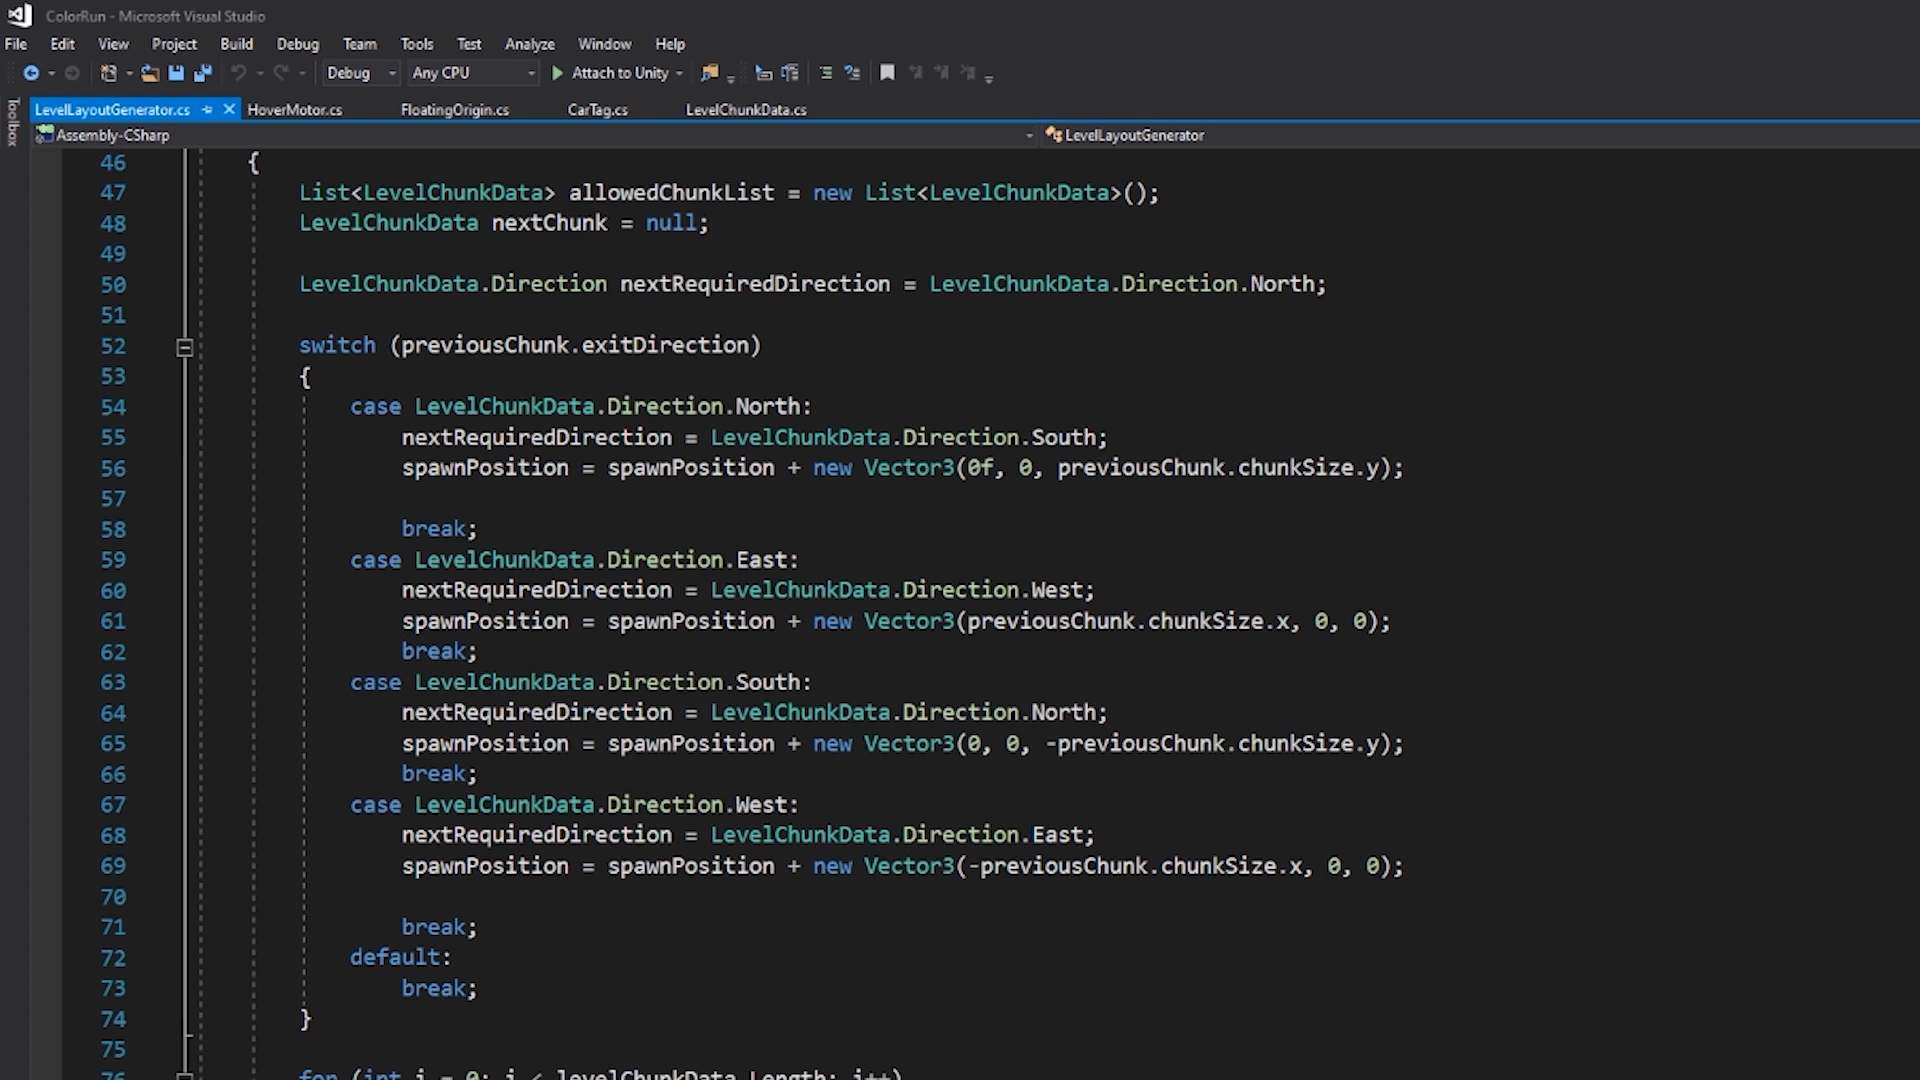 ColorRun - Microsoft Visual Studio
File Edit View Project Build Debug Team Tools Test Analyze Window Help
Debug Any CPU Attach to Unity
Toolbox
LevelLayoutGenerator.cs HoverMotor.cs FloatingOrigin.cs CarTag.cs LevelChunkData.cs
Assembly-CSharp LevelLayoutGenerator
46 {
47 List<LevelChunkData> allowedChunkList = new List<LevelChunkData>();
48 LevelChunkData nextChunk = null;
49
50 LevelChunkData.Direction nextRequiredDirection = LevelChunkData.Direction.North;
51
52 switch (previousChunk.exitDirection)
53 {
54 case LevelChunkData.Direction.North:
55 nextRequiredDirection = LevelChunkData.Direction.South;
56 spawnPosition = spawnPosition + new Vector3(0f, 0, previousChunk.chunkSize.y);
57
58 break;
59 case LevelChunkData.Direction.East:
60 nextRequiredDirection = LevelChunkData.Direction.West;
61 spawnPosition = spawnPosition + new Vector3(previousChunk.chunkSize.x, 0, 0);
62 break;
63 case LevelChunkData.Direction.South:
64 nextRequiredDirection = LevelChunkData.Direction.North;
65 spawnPosition = spawnPosition + new Vector3(0, 0, -previousChunk.chunkSize.y);
66 break;
67 case LevelChunkData.Direction.West:
68 nextRequiredDirection = LevelChunkData.Direction.East;
69 spawnPosition = spawnPosition + new Vector3(-previousChunk.chunkSize.x, 0, 0);
70
71 break;
72 default:
73 break;
74 }
75
76 for (int i = 0; i < levelChunkData.Length; i++)